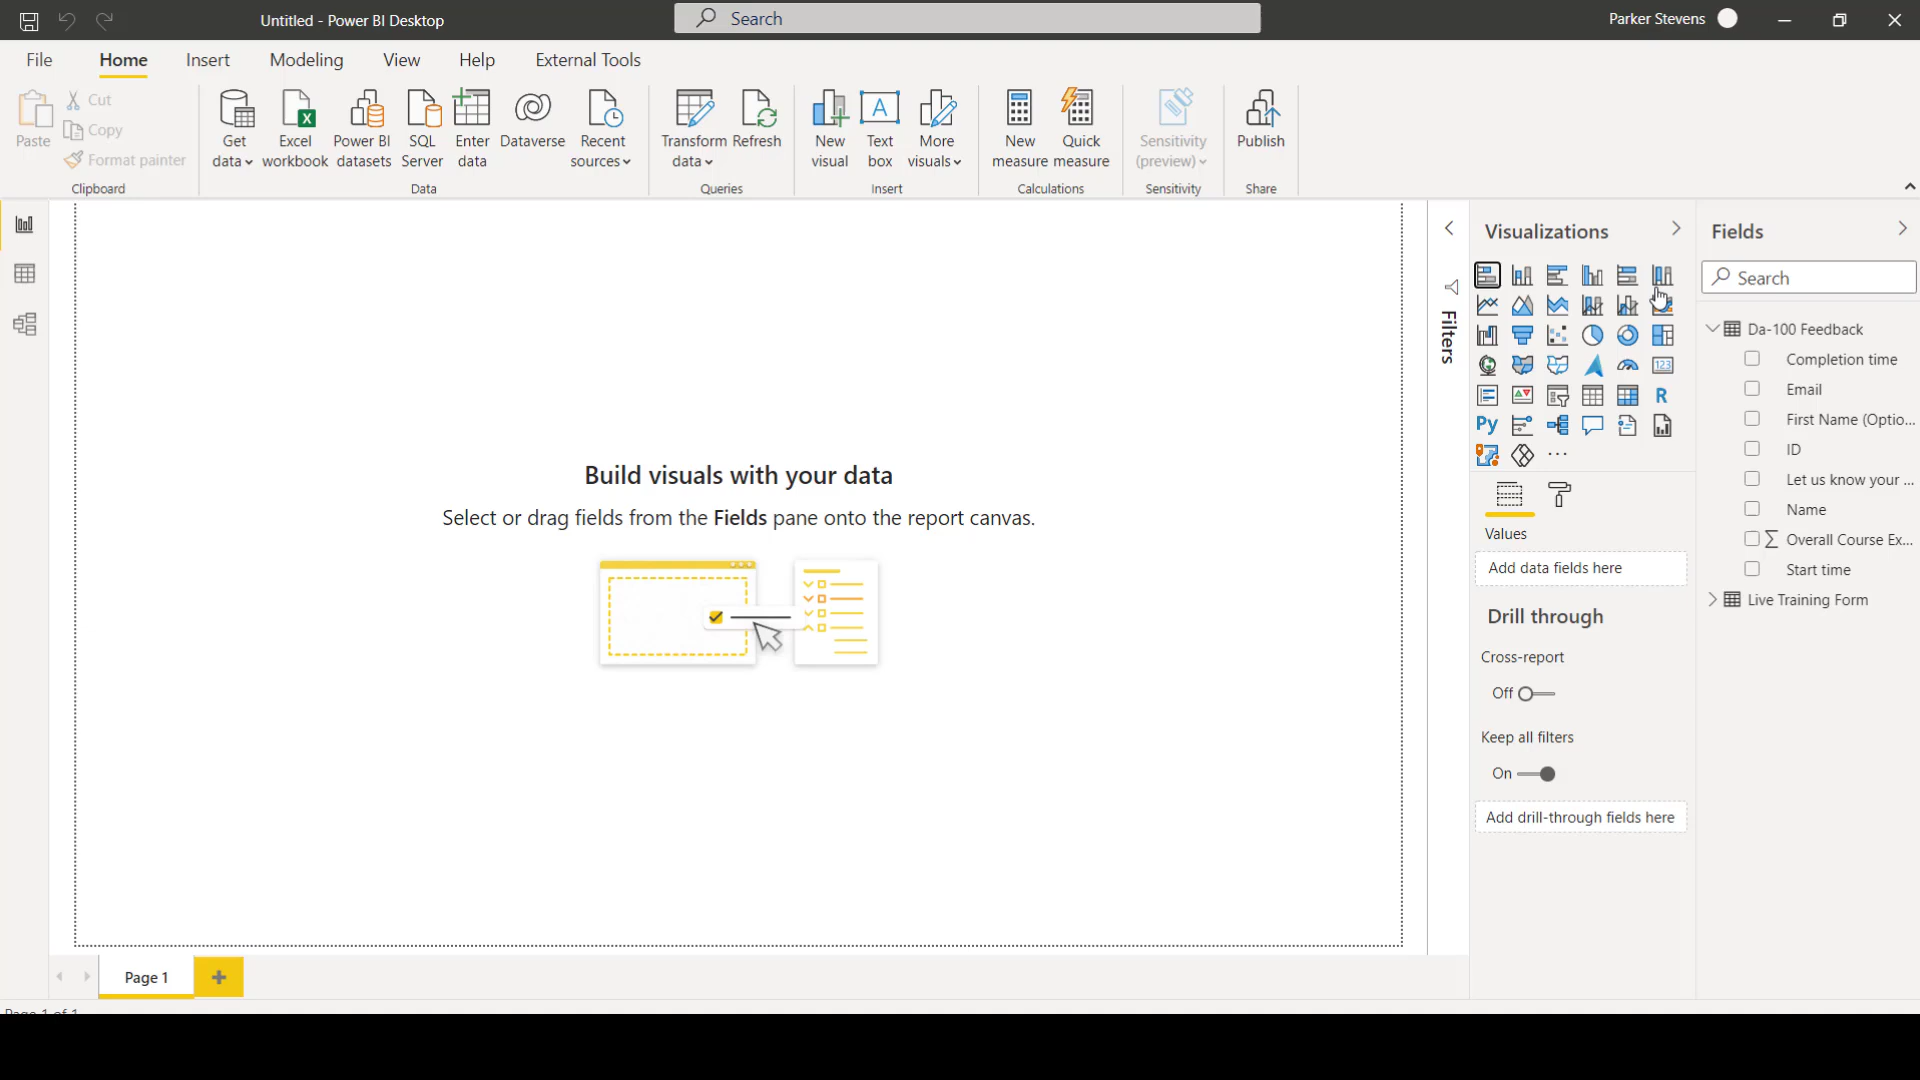 Untitled - Power BI Desktop
Search
Parker Stevens
File
Home
Insert
Modeling
View
Help
External Tools
Paste
Cut
Copy
Format painter
Clipboard
Get data
Excel workbook
Power BI datasets
SQL Server
Enter data
Dataverse
Recent sources
Data
Transform data
Refresh
Queries
New visual
Text box
More visuals
Insert
New measure
Quick measure
Calculations
Sensitivity (preview)
Sensitivity
Publish
Share
Build visuals with your data
Select or drag fields from the Fields pane onto the report canvas.
Filters
Visualizations
R
Py
123
Values
Add data fields here
Drill through
Cross-report
Off
Keep all filters
On
Add drill-through fields here
Fields
Search
Da-100 Feedback
Completion time
Email
First Name (Optio...
ID
Let us know your ...
Name
Overall Course Ex...
Start time
Live Training Form
Page 1
Page 1 of 1